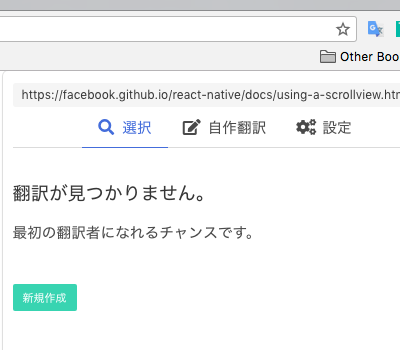 Other Boo
https://facebook.github.io/react-native/docs/using-a-scrollview.htm
選択 自作翻訳 設定
翻訳が見つかりません。
最初の翻訳者になれるチャンスです。
新規作成